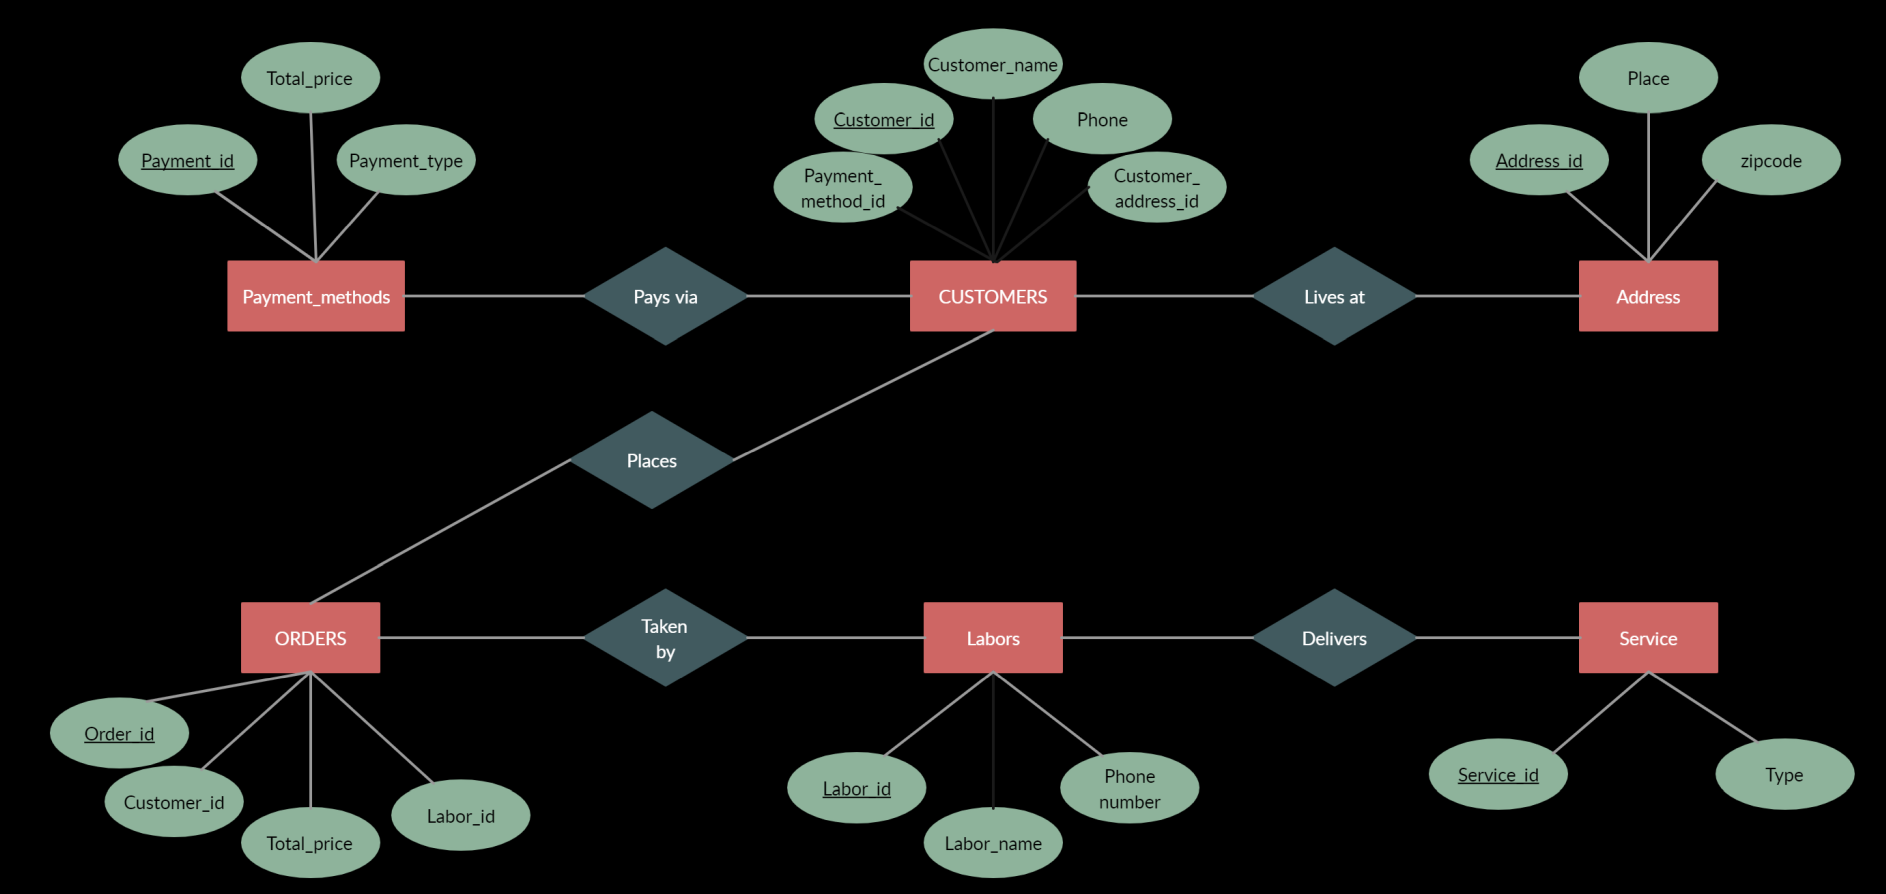 Total_price
Payment_id
Payment_type
Customer_name
Customer_id
Phone
Payment_
method_id
Customer_
address_id
Place
Address_id
zipcode
Payment_methods
Pays via
CUSTOMERS
Lives at
Address
Places
ORDERS
Taken
by
Labors
Delivers
Service
Order_id
Customer_id
Total_price
Labor_id
Labor_id
Labor_name
Phone
number
Service_id
Type